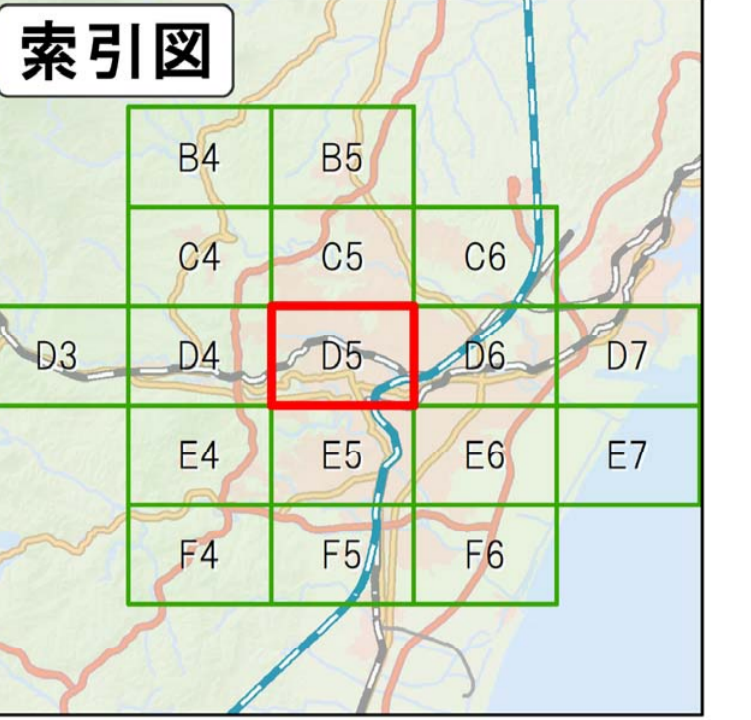 索引図
B4 B5
C4 C5 C6
D3 D4 D5 D6 D7
E4 E5 E6 E7
F4 F5 F6